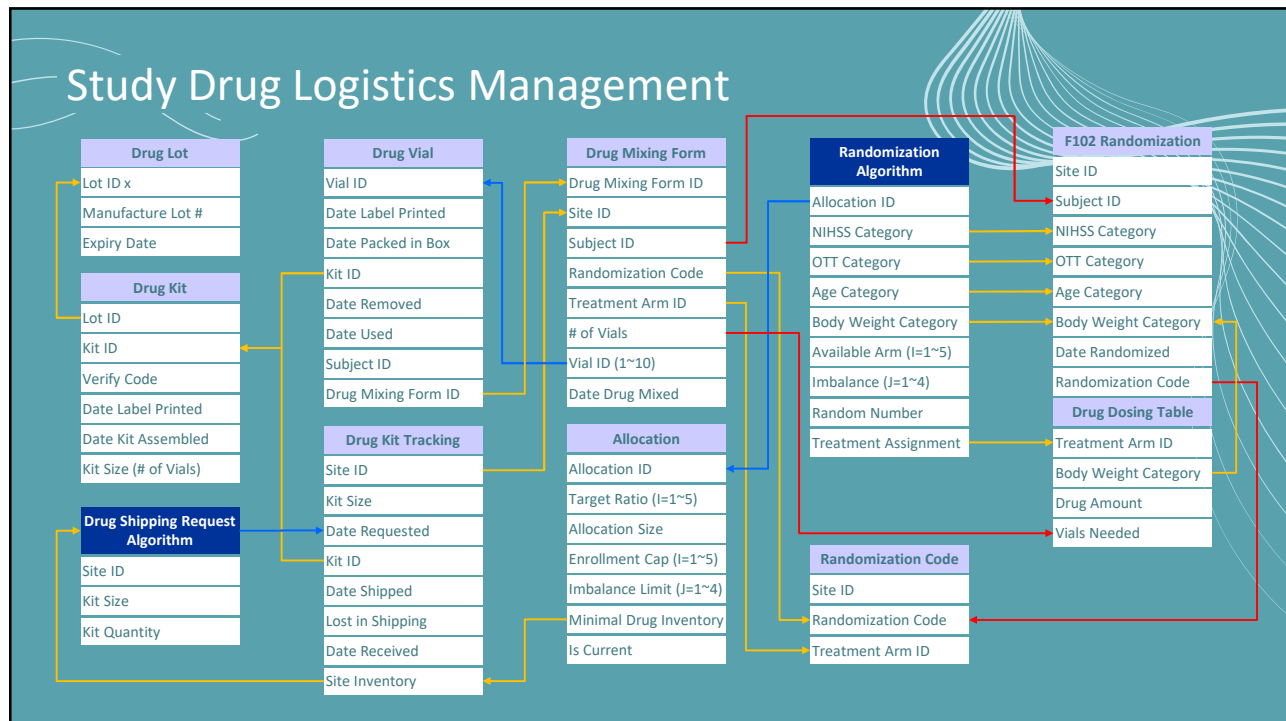 Study Drug Logistics Management
Drug Lot
Lot ID x
Manufacture Lot #
Expiry Date
Drug Kit
Lot ID
Kit ID
Verify Code
Date Label Printed
Date Kit Assembled
Kit Size (# of Vials)
Drug Shipping Request
Algorithm
Site ID
Kit Size
Kit Quantity
Drug Vial
Vial ID
Date Label Printed
Date Packed in Box
Kit ID
Date Removed
Date Used
Subject ID
Drug Mixing Form ID
Drug Kit Tracking
Site ID
Kit Size
Date Requested
Kit ID
Date Shipped
Lost in Shipping
Date Received
Site Inventory
Drug Mixing Form
Drug Mixing Form ID
Site ID
Subject ID
Randomization Code
Treatment Arm ID
# of Vials
Vial ID (1~10)
Date Drug Mixed
Allocation
Allocation ID
Target Ratio (I=1~5)
Allocation Size
Enrollment Cap (I=1~5)
Imbalance Limit (J=1~4)
Minimal Drug Inventory
Is Current
Randomization
Algorithm
Allocation ID
NIHSS Category
OTT Category
Age Category
Body Weight Category
Available Arm (I=1~5)
Imbalance (J=1~4)
Random Number
Treatment Assignment
Randomization Code
Site ID
Randomization Code
Treatment Arm ID
F102 Randomization
Site ID
Subject ID
NIHSS Category
OTT Category
Age Category
Body Weight Category
Date Randomized
Randomization Code
Drug Dosing Table
Treatment Arm ID
Body Weight Category
Drug Amount
Vials Needed